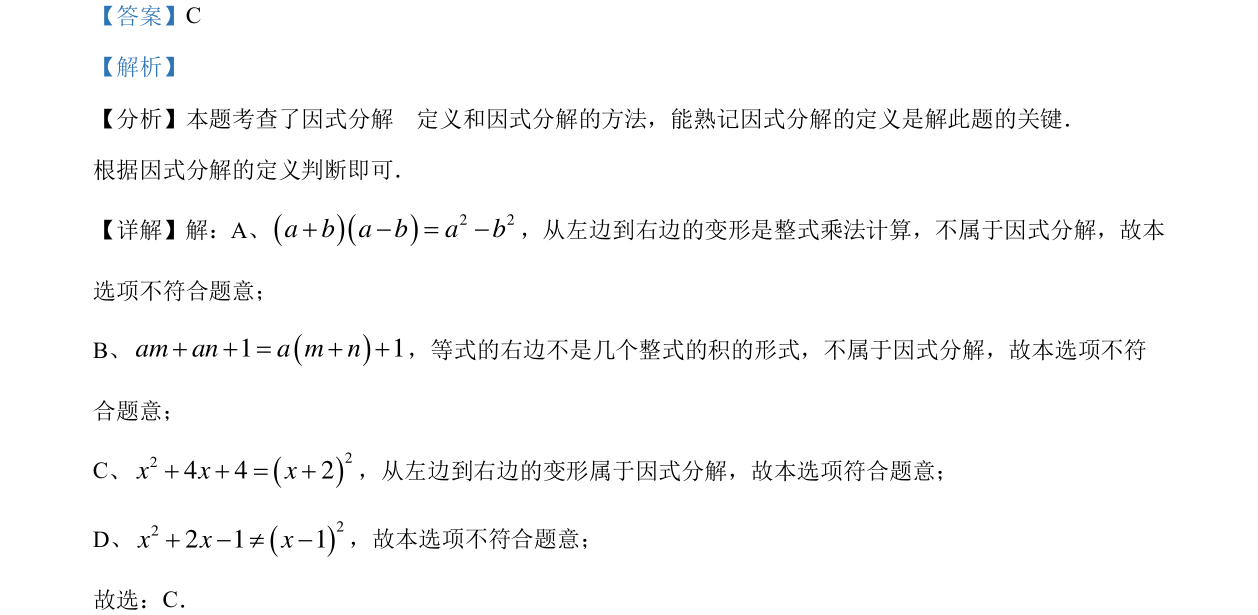 【答案】C
【解析】
【分析】本题考查了因式分解　定义和因式分解的方法，能熟记因式分解的定义是解此题的关键．
根据因式分解的定义判断即可．
【详解】解：A、(a+b)(a−b)=a²−b²，从左边到右边的变形是整式乘法计算，不属于因式分解，故本
选项不符合题意；
B、am+an+1=a(m+n)+1，等式的右边不是几个整式的积的形式，不属于因式分解，故本选项不符
合题意；
C、x²+4x+4=(x+2)²，从左边到右边的变形属于因式分解，故本选项符合题意；
D、x²+2x−1≠(x−1)²，故本选项不符合题意；
故选：C．